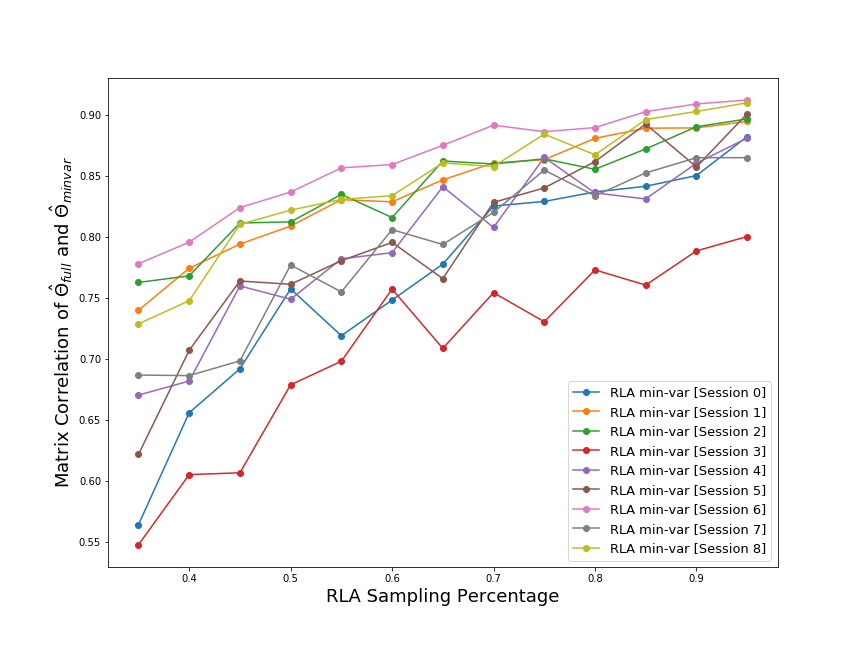 0.90
0.85
0.80
0.75
0.70
0.65
0.60
0.55
Matrix Correlation of Θ̂_full and Θ̂_minvar
0.4 0.5 0.6 0.7 0.8 0.9
RLA Sampling Percentage
RLA min-var [Session 0]
RLA min-var [Session 1]
RLA min-var [Session 2]
RLA min-var [Session 3]
RLA min-var [Session 4]
RLA min-var [Session 5]
RLA min-var [Session 6]
RLA min-var [Session 7]
RLA min-var [Session 8]